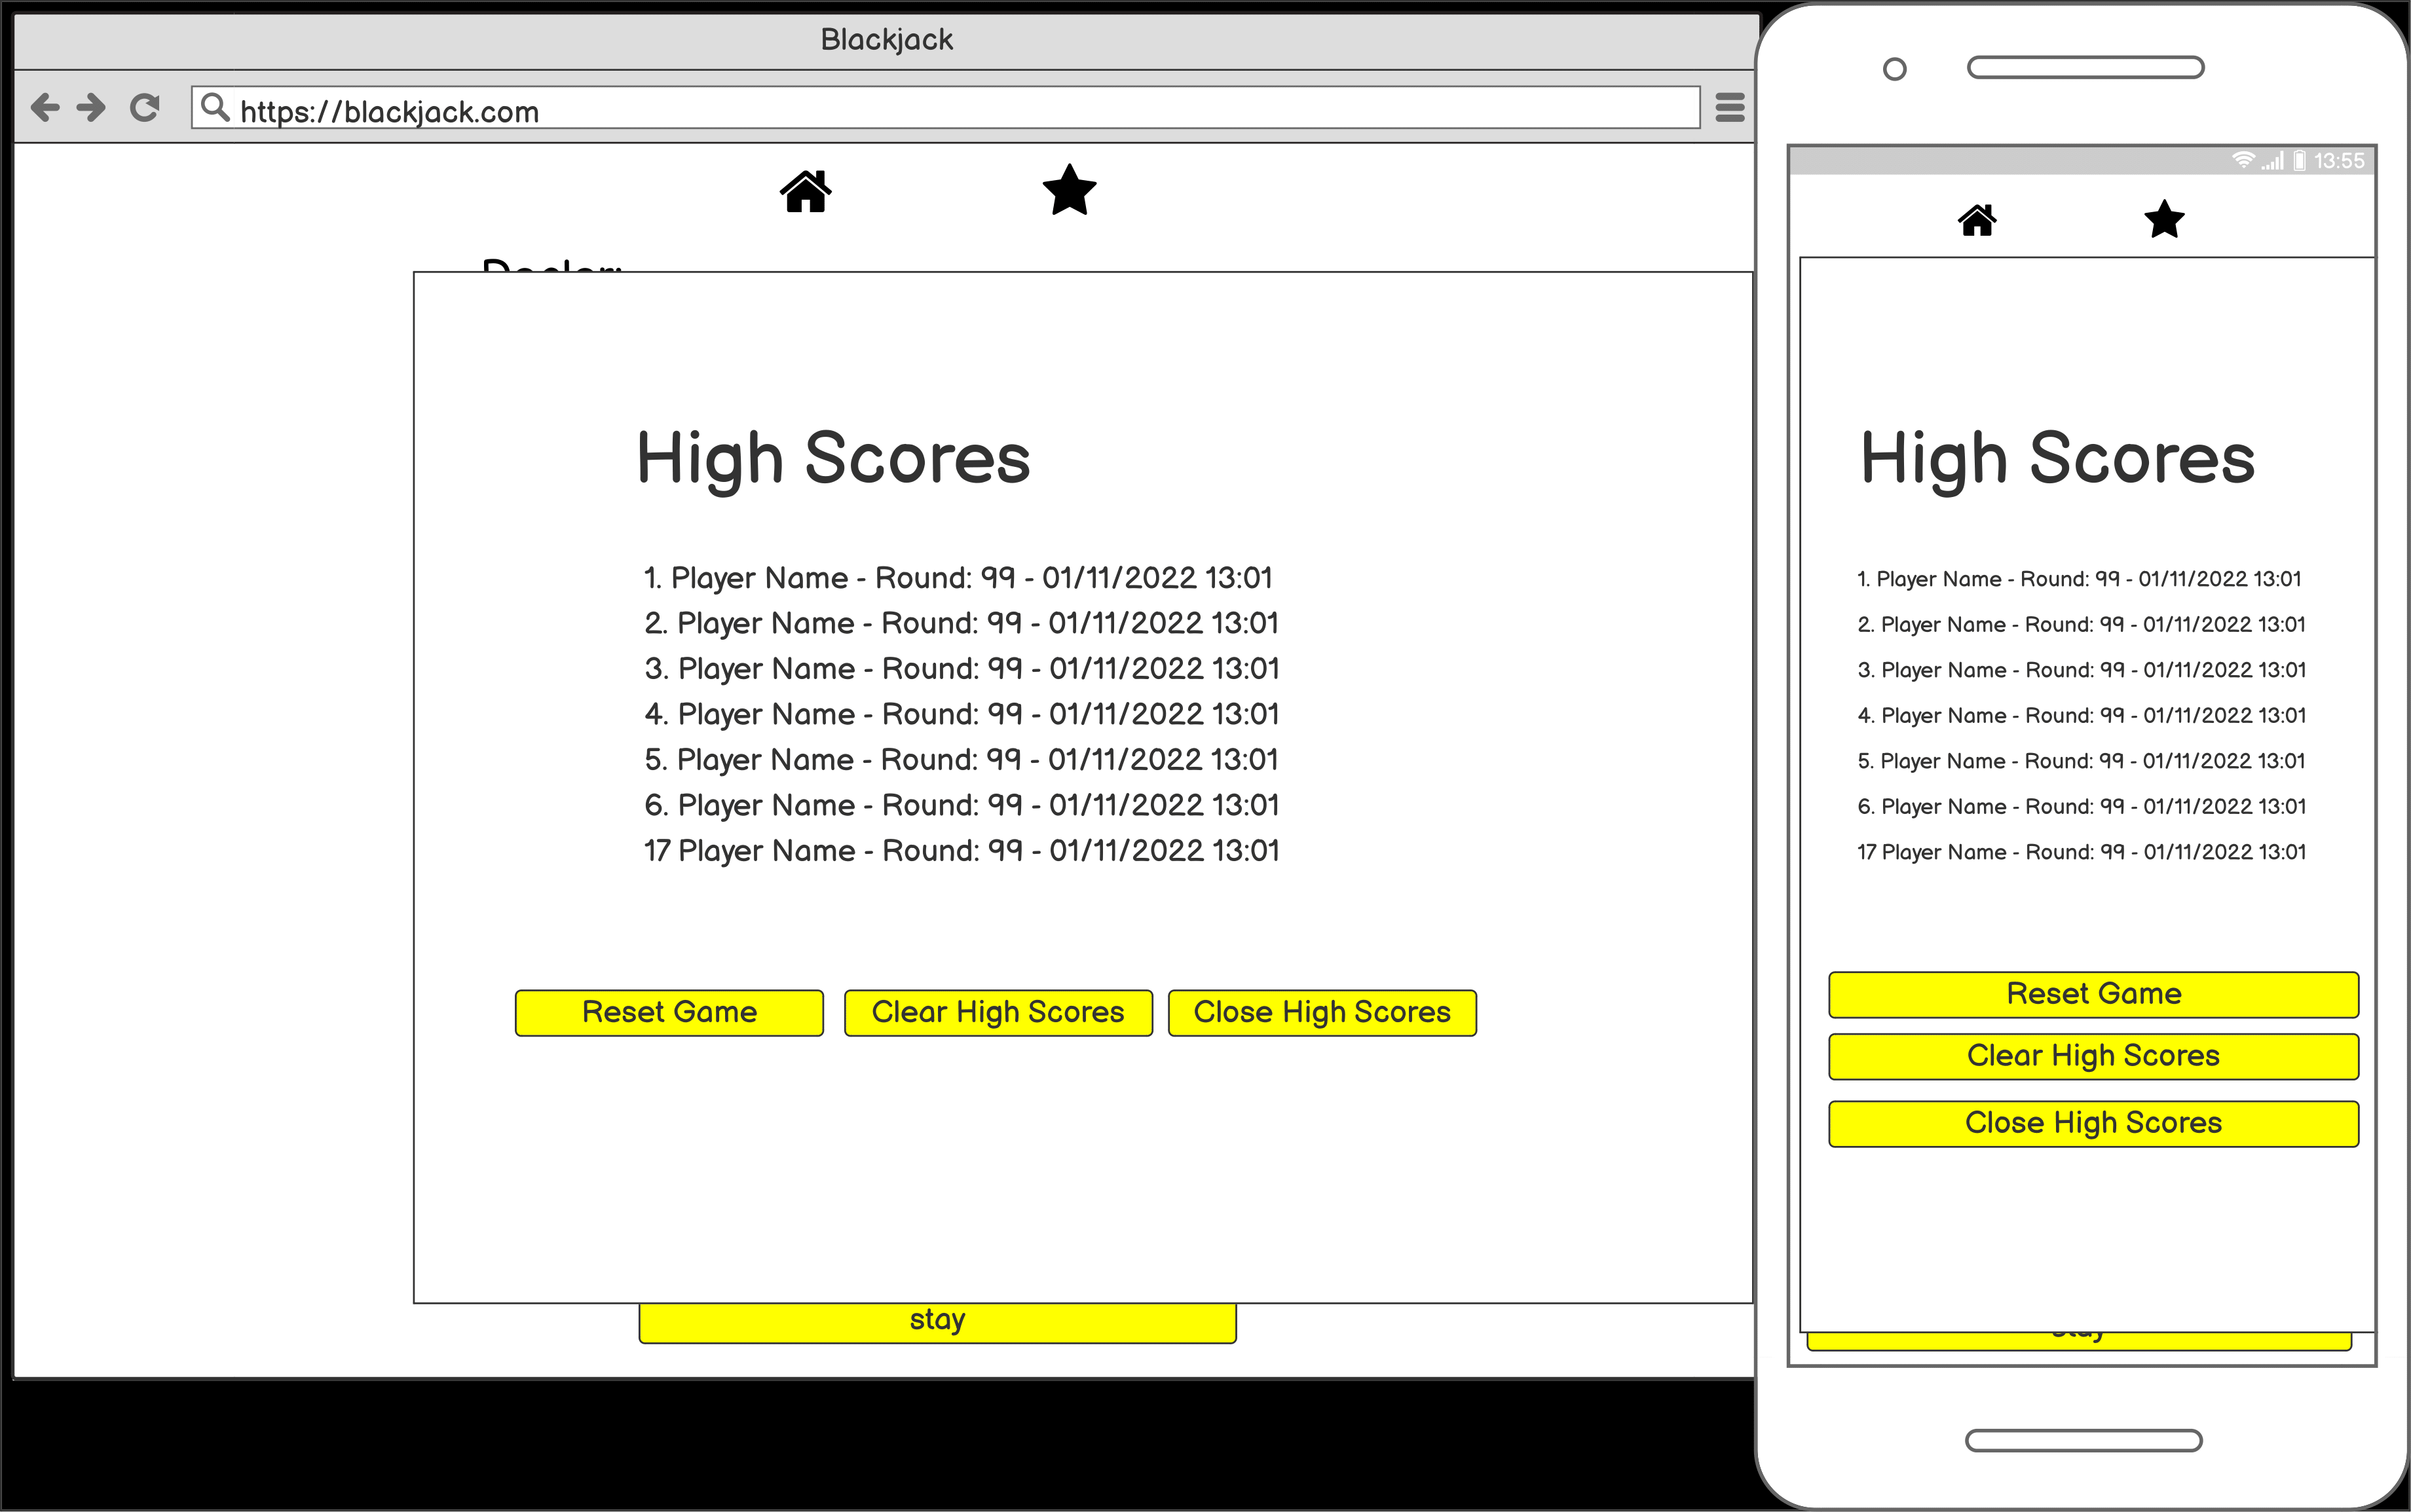 Blackjack
https://blackjack.com
High Scores
1. Player Name - Round: 99 - 01/11/2022 13:01
2. Player Name - Round: 99 - 01/11/2022 13:01
3. Player Name - Round: 99 - 01/11/2022 13:01
4. Player Name - Round: 99 - 01/11/2022 13:01
5. Player Name - Round: 99 - 01/11/2022 13:01
6. Player Name - Round: 99 - 01/11/2022 13:01
17 Player Name - Round: 99 - 01/11/2022 13:01
Reset Game
Clear High Scores
Close High Scores
stay
13:55
High Scores
1. Player Name - Round: 99 - 01/11/2022 13:01
2. Player Name - Round: 99 - 01/11/2022 13:01
3. Player Name - Round: 99 - 01/11/2022 13:01
4. Player Name - Round: 99 - 01/11/2022 13:01
5. Player Name - Round: 99 - 01/11/2022 13:01
6. Player Name - Round: 99 - 01/11/2022 13:01
17 Player Name - Round: 99 - 01/11/2022 13:01
Reset Game
Clear High Scores
Close High Scores